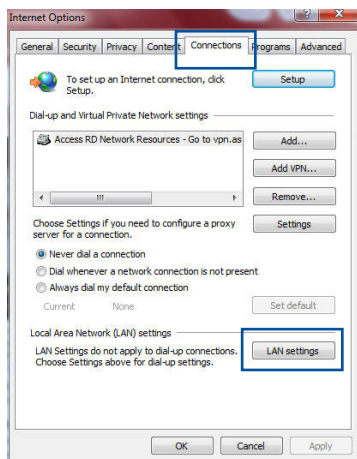 Internet Options
General Security Privacy Content Connections Programs Advanced
To set up an Internet connection, click
Setup.
Setup
Dial-up and Virtual Private Network settings
Access RD Network Resources - Go to vpn.as
Add...
Add VPN...
Remove...
Choose Settings if you need to configure a proxy
server for a connection.
Settings
Never dial a connection
Dial whenever a network connection is not present
Always dial my default connection
Current None
Set default
Local Area Network (LAN) settings
LAN Settings do not apply to dial-up connections.
Choose Settings above for dial-up settings.
LAN settings
OK Cancel Apply